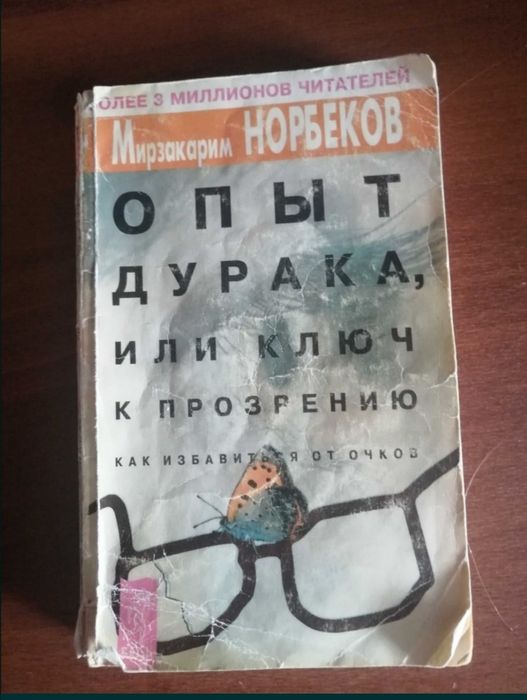 ОЛЕЕ 3 МИЛЛИОНОВ ЧИТАТЕЛЕЙ
Мирзакарим НОРБЕКОВ
ОПЫТ
ДУРАКА,
ИЛИ КЛЮЧ
К ПРОЗРЕНИЮ
КАК ИЗБАВИТЬСЯ ОТ ОЧКОВ